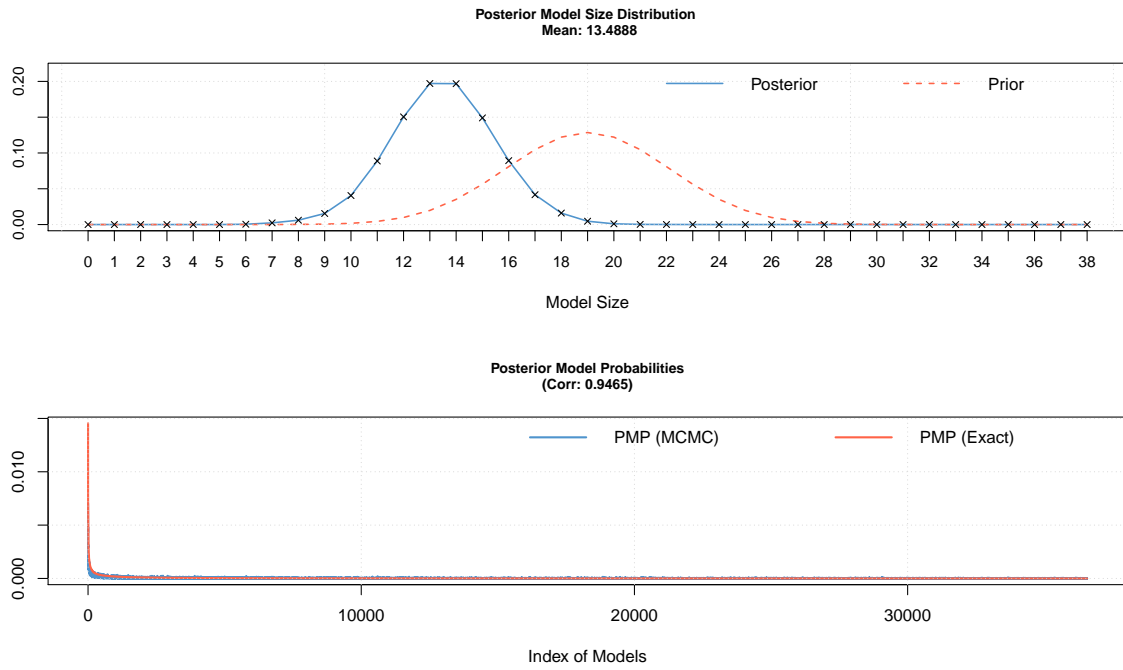 Posterior Model Size Distribution
Mean: 13.4888
0.00 0.10 0.20
Posterior Prior
0 1 2 3 4 5 6 7 8 9 10 12 14 16 18 20 22 24 26 28 30 32 34 36 38
Model Size
Posterior Model Probabilities
(Corr: 0.9465)
0.000 0.010
PMP (MCMC) PMP (Exact)
0 10000 20000 30000
Index of Models